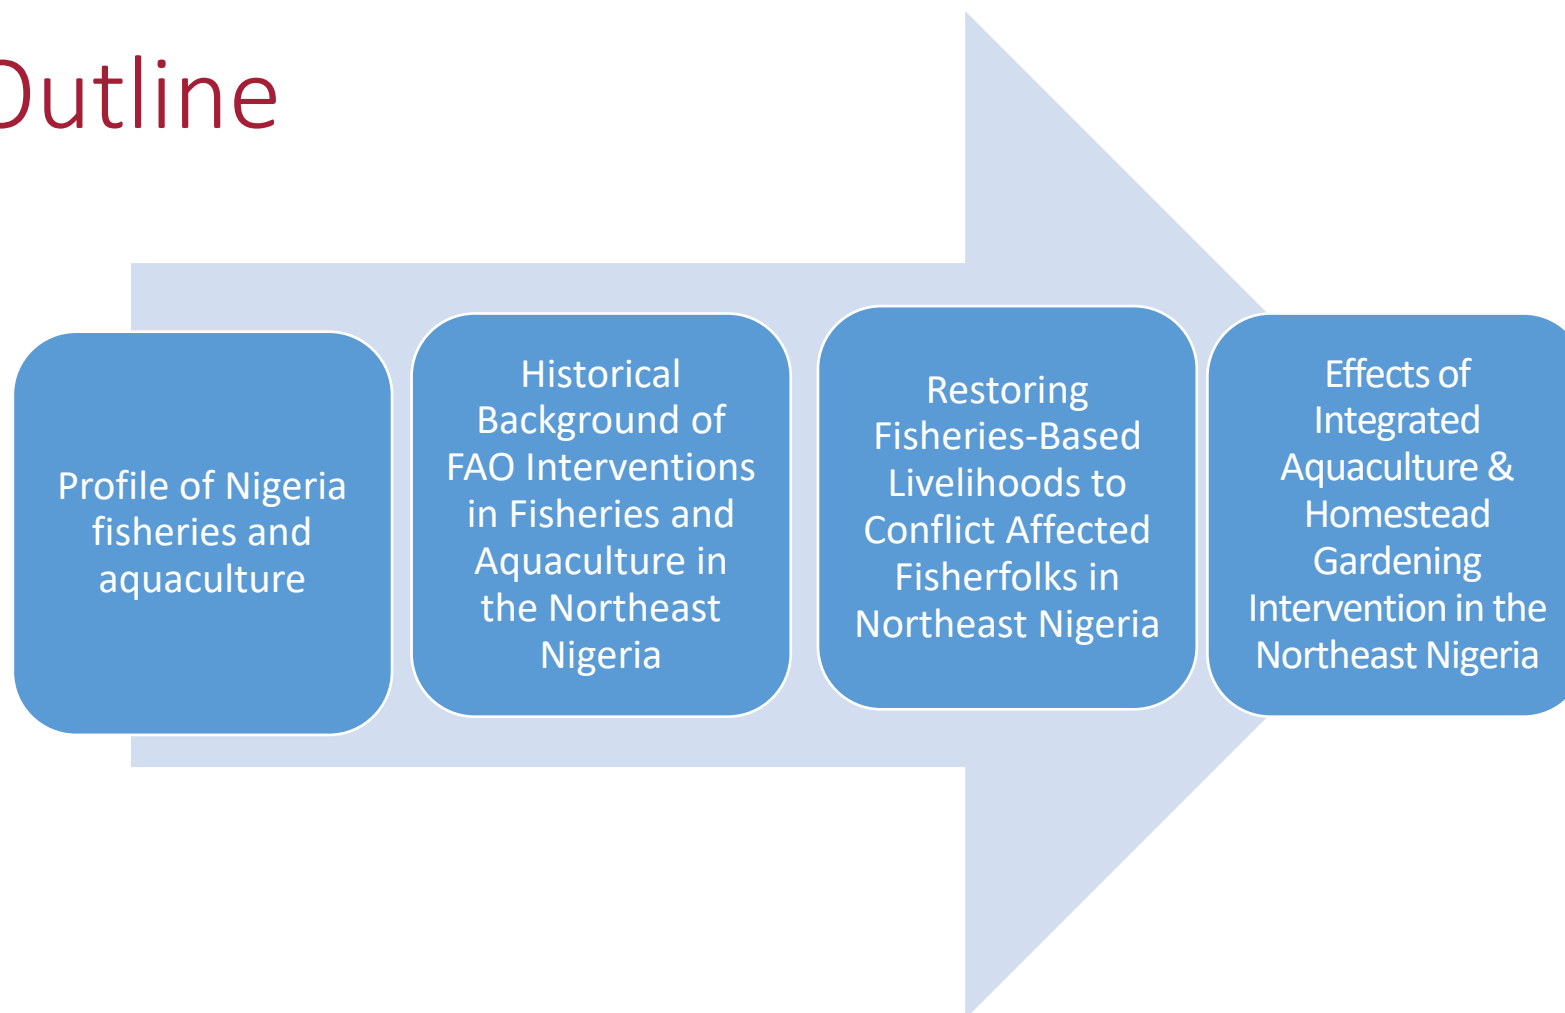 Outline
Profile of Nigeria
fisheries and
aquaculture
Historical
Background of
FAO Interventions
in Fisheries and
Aquaculture in
the Northeast
Nigeria
Restoring
Fisheries-Based
Livelihoods to
Conflict Affected
Fisherfolks in
Northeast Nigeria
Effects of
Integrated
Aquaculture &
Homestead
Gardening
Intervention in the
Northeast Nigeria